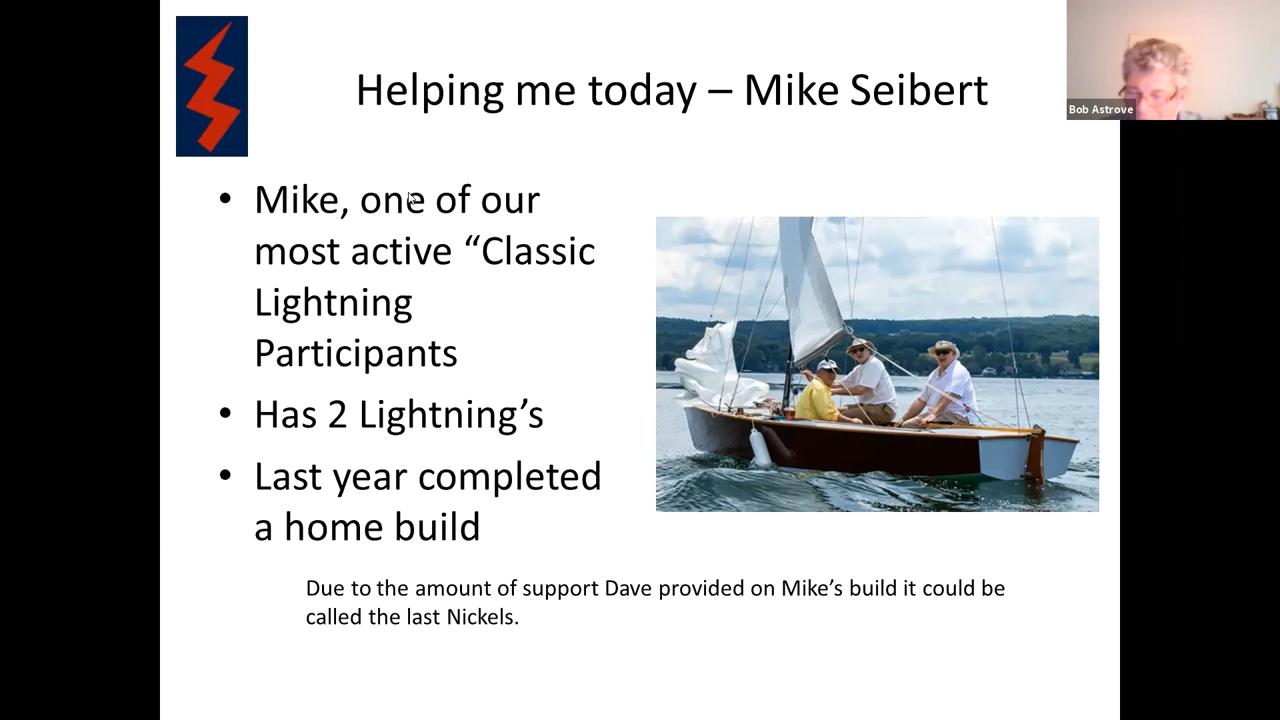 Helping me today – Mike Seibert
Bob Astrove
• Mike, one of our
most active “Classic
Lightning
Participants
• Has 2 Lightning’s
• Last year completed
a home build
Due to the amount of support Dave provided on Mike’s build it could be
called the last Nickels.